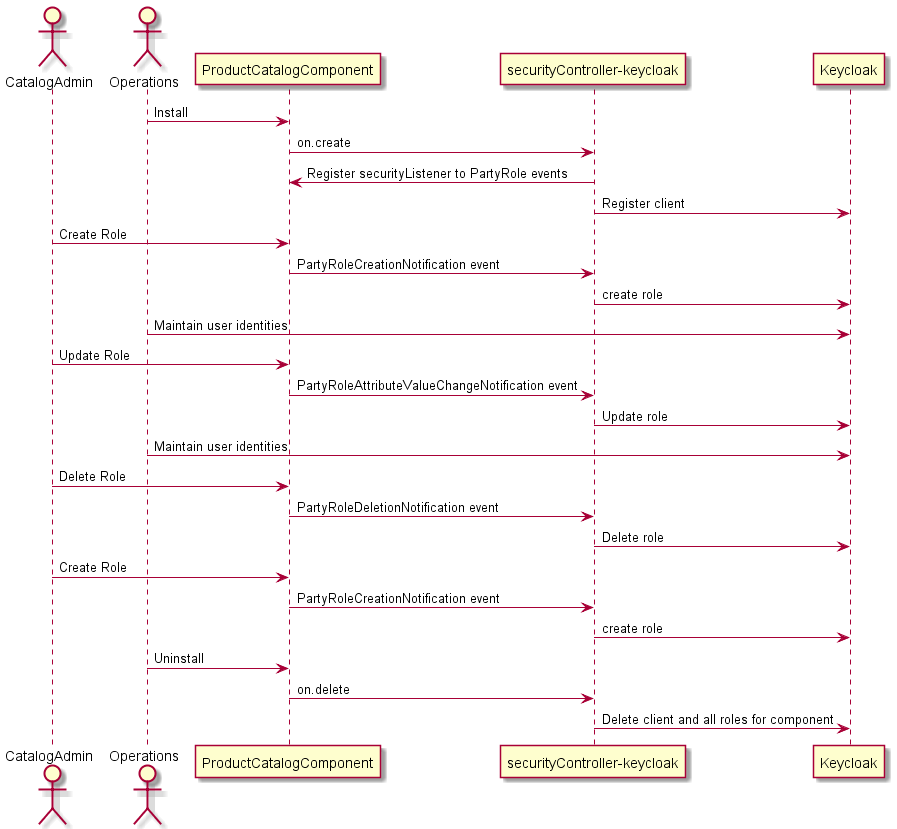 CatalogAdmin
Operations
ProductCatalogComponent
securityController-keycloak
Keycloak
Install
on.create
Register securityListener to PartyRole events
Register client
Create Role
PartyRoleCreationNotification event
create role
Maintain user identities
Update Role
PartyRoleAttributeValueChangeNotification event
Update role
Maintain user identities
Delete Role
PartyRoleDeletionNotification event
Delete role
Create Role
PartyRoleCreationNotification event
create role
Uninstall
on.delete
Delete client and all roles for component
CatalogAdmin
Operations
ProductCatalogComponent
securityController-keycloak
Keycloak